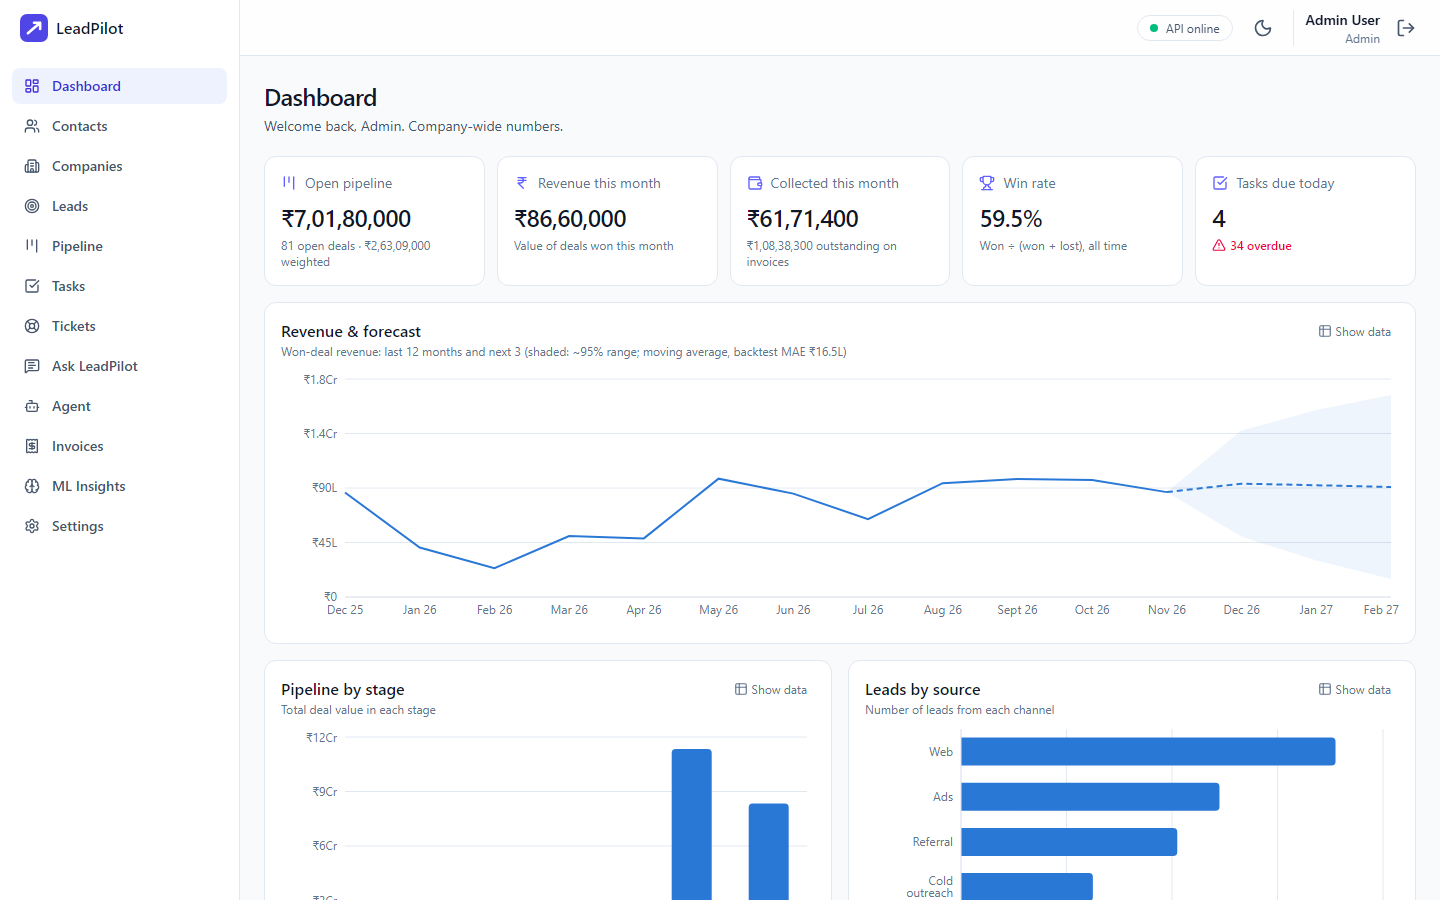 LeadPilot
API online
Admin User
Admin
Dashboard
Contacts
Companies
Leads
Pipeline
Tasks
Tickets
Ask LeadPilot
Agent
Invoices
ML Insights
Settings
Dashboard
Welcome back, Admin. Company-wide numbers.
Open pipeline
₹7,01,80,000
81 open deals · ₹2,63,09,000
weighted
Revenue this month
₹86,60,000
Value of deals won this month
Collected this month
₹61,71,400
₹1,08,38,300 outstanding on
invoices
Win rate
59.5%
Won ÷ (won + lost), all time
Tasks due today
4
34 overdue
Revenue & forecast
Show data
Won-deal revenue: last 12 months and next 3 (shaded: ~95% range; moving average, backtest MAE ₹16.5L)
₹1.8Cr
₹1.4Cr
₹90L
₹45L
₹0
Dec 25 Jan 26 Feb 26 Mar 26 Apr 26 May 26 Jun 26 Jul 26 Aug 26 Sept 26 Oct 26 Nov 26 Dec 26 Jan 27 Feb 27
Pipeline by stage
Show data
Total deal value in each stage
₹12Cr
₹9Cr
₹6Cr
Leads by source
Show data
Number of leads from each channel
Web
Ads
Referral
Cold
outreach